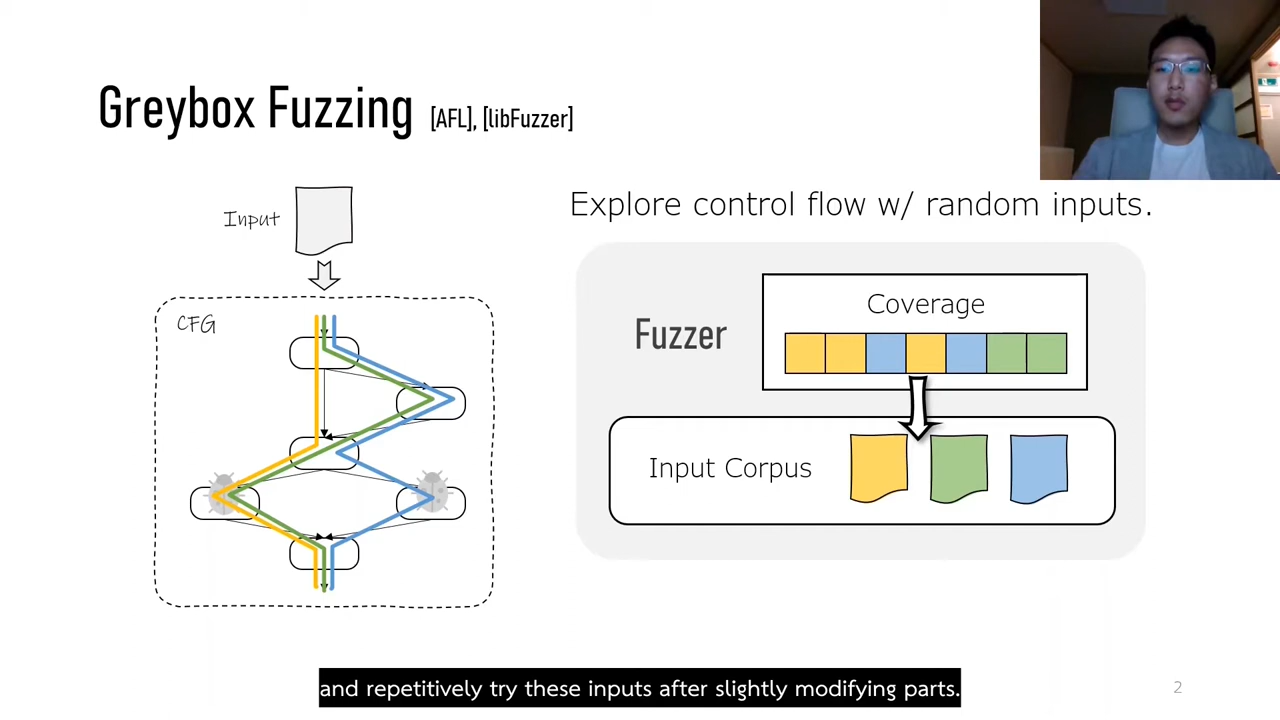 Greybox Fuzzing [AFL], [libFuzzer]
Input
CFG
Explore control flow w/ random inputs.
Fuzzer
Coverage
Input Corpus
and repetitively try these inputs after slightly modifying parts.
2